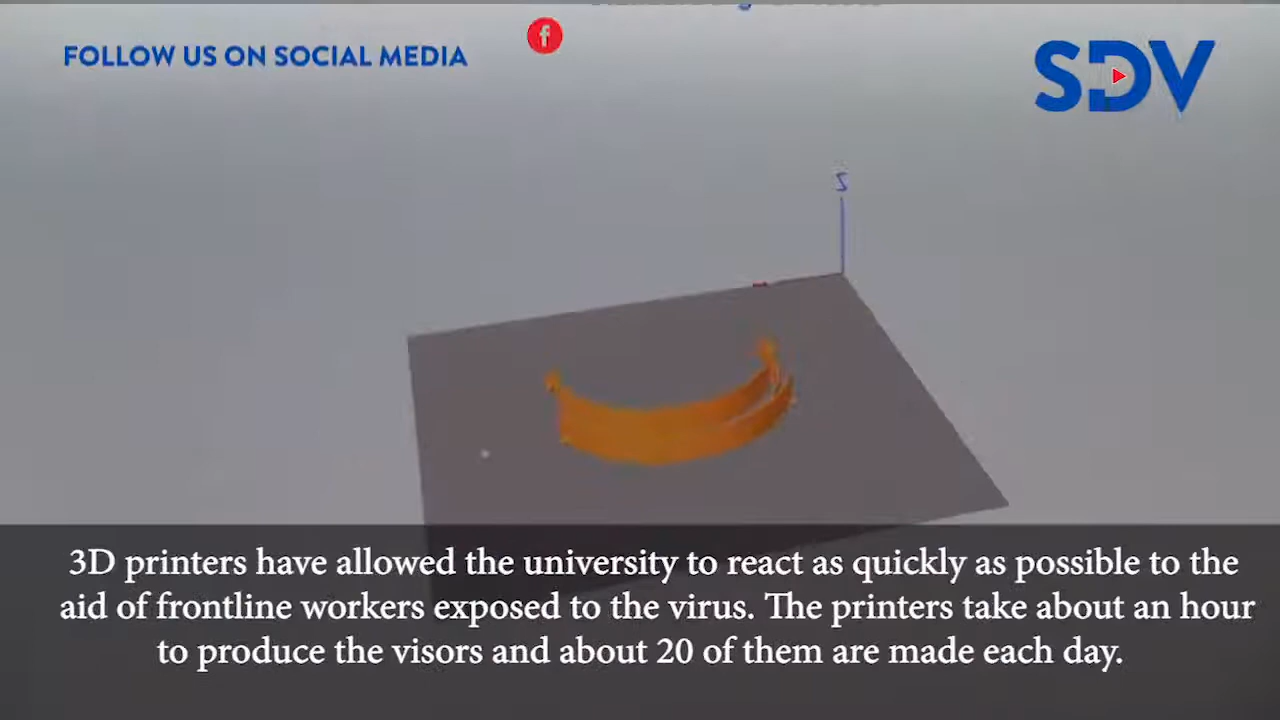 FOLLOW US ON SOCIAL MEDIA
f
SDV
Z
3D printers have allowed the university to react as quickly as possible to the
aid of frontline workers exposed to the virus. The printers take about an hour
to produce the visors and about 20 of them are made each day.